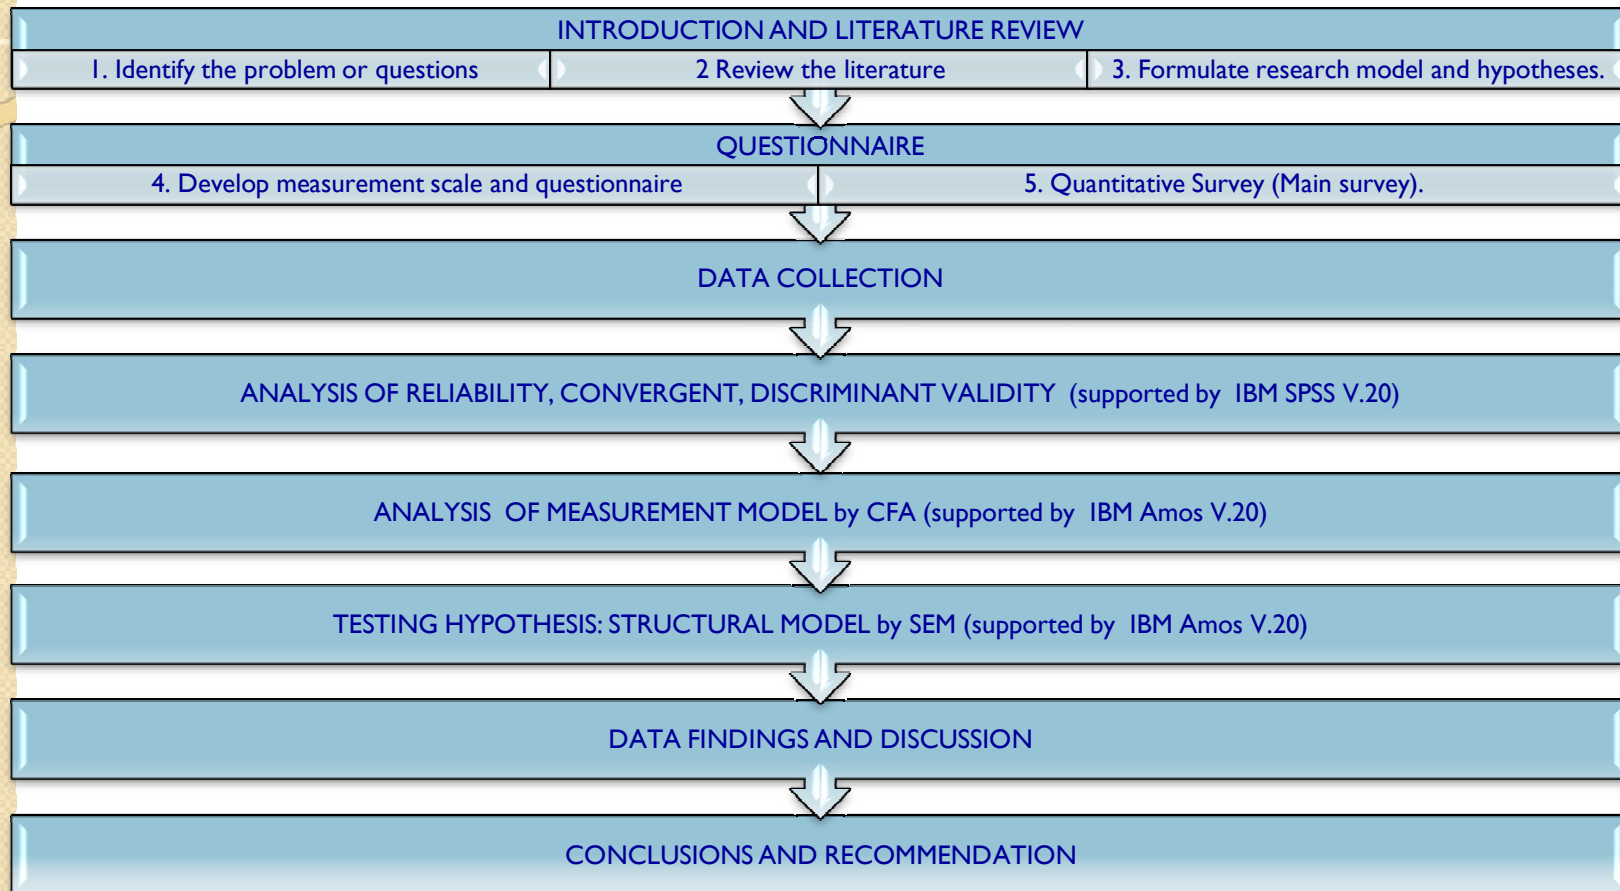 INTRODUCTION AND LITERATURE REVIEW
1. Identify the problem or questions
2 Review the literature
3. Formulate research model and hypotheses.
QUESTIONNAIRE
4. Develop measurement scale and questionnaire
5. Quantitative Survey (Main survey).
DATA COLLECTION
ANALYSIS OF RELIABILITY, CONVERGENT, DISCRIMINANT VALIDITY (supported by IBM SPSS V.20)
ANALYSIS OF MEASUREMENT MODEL by CFA (supported by IBM Amos V.20)
TESTING HYPOTHESIS: STRUCTURAL MODEL by SEM (supported by IBM Amos V.20)
DATA FINDINGS AND DISCUSSION
CONCLUSIONS AND RECOMMENDATION